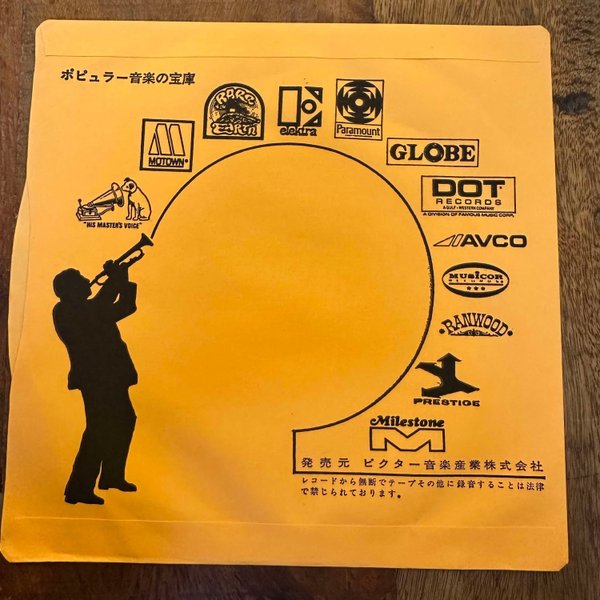 ポピュラー音楽の宝庫
RARE EARTH
elektra
Paramount
MOTOWN
GLOBE
DOT
RECORDS
A GULF+WESTERN COMPANY
A DIVISION OF FAMOUS MUSIC CORP.
"HIS MASTER'S VOICE"
AVCO
MUSICOR
RECORDS
RANWOOD
PRESTIGE
Milestone
M
発売元 ビクター音楽産業株式会社
レコードから無断でテープその他に録音することは法律
で禁じられております。